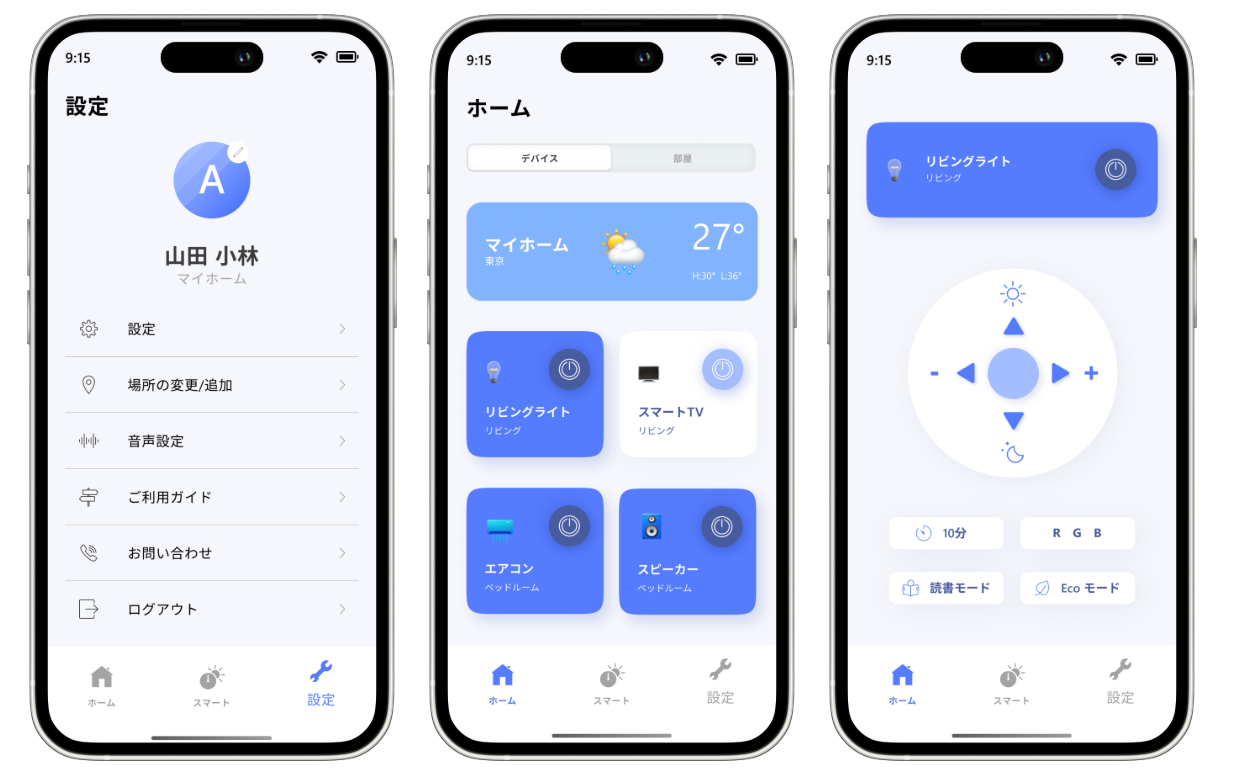 9:15
設定
A
山田 小林
マイホーム
設定
場所の変更/追加
音声設定
ご利用ガイド
お問い合わせ
ログアウト
ホーム
スマート
設定
9:15
ホーム
デバイス
部屋
マイホーム
東京
27°
H:30° L:36°
リビングライト
リビング
スマートTV
リビング
エアコン
ベッドルーム
スピーカー
ベッドルーム
ホーム
スマート
設定
9:15
リビングライト
リビング
- +
10分
R G B
読書モード
Eco モード
ホーム
スマート
設定